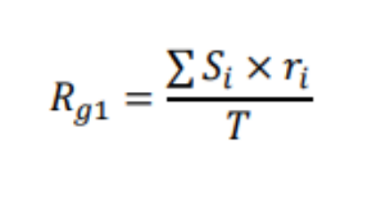 R_{g1} = \frac{\sum S_i \times r_i}{T}